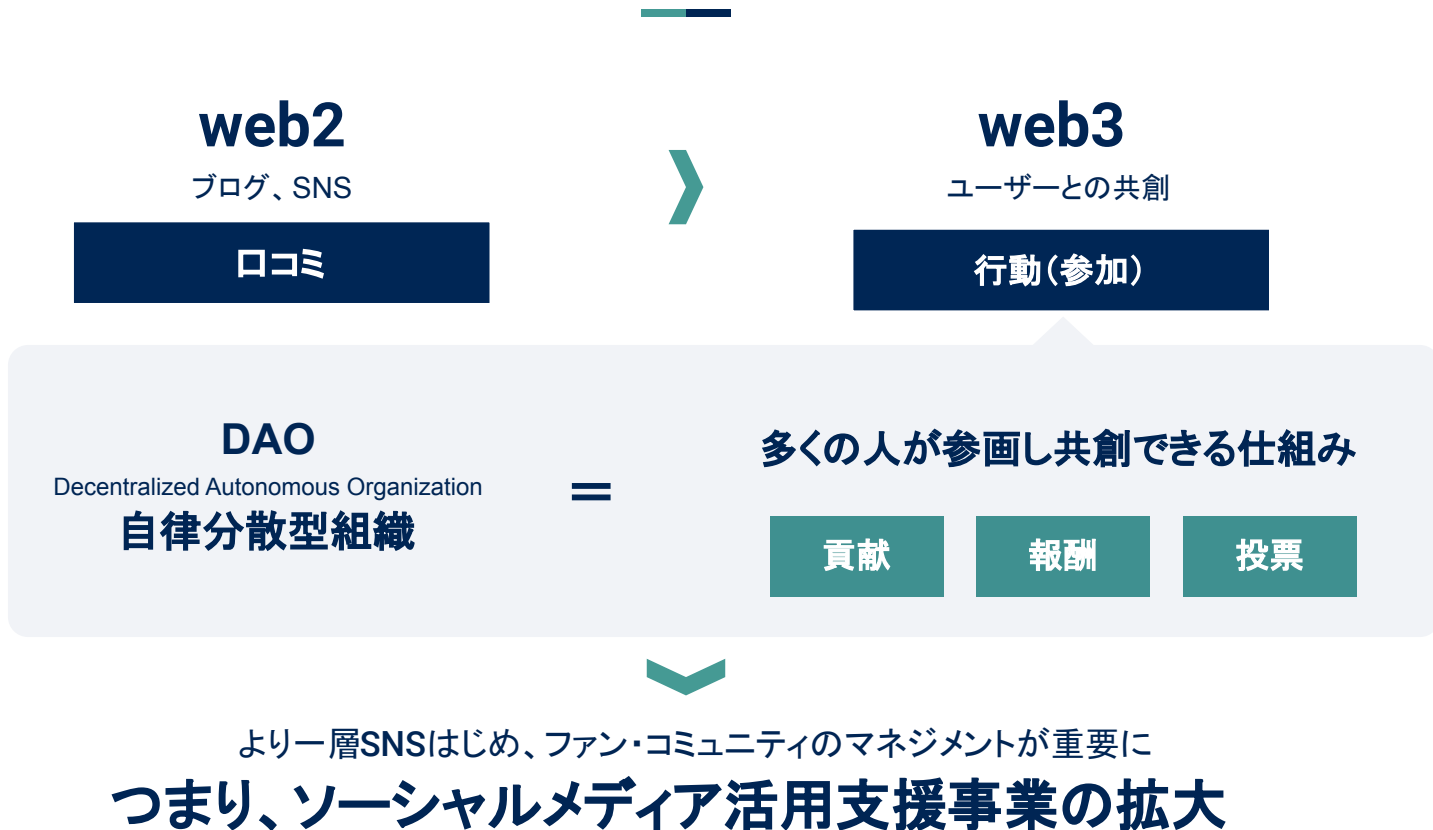 web2
ブログ、SNS
口コミ
web3
ユーザーとの共創
行動（参加）
DAO
Decentralized Autonomous Organization
自律分散型組織
=
多くの人が参画し共創できる仕組み
貢献
報酬
投票
より一層SNSはじめ、ファン・コミュニティのマネジメントが重要に
つまり、ソーシャルメディア活用支援事業の拡大